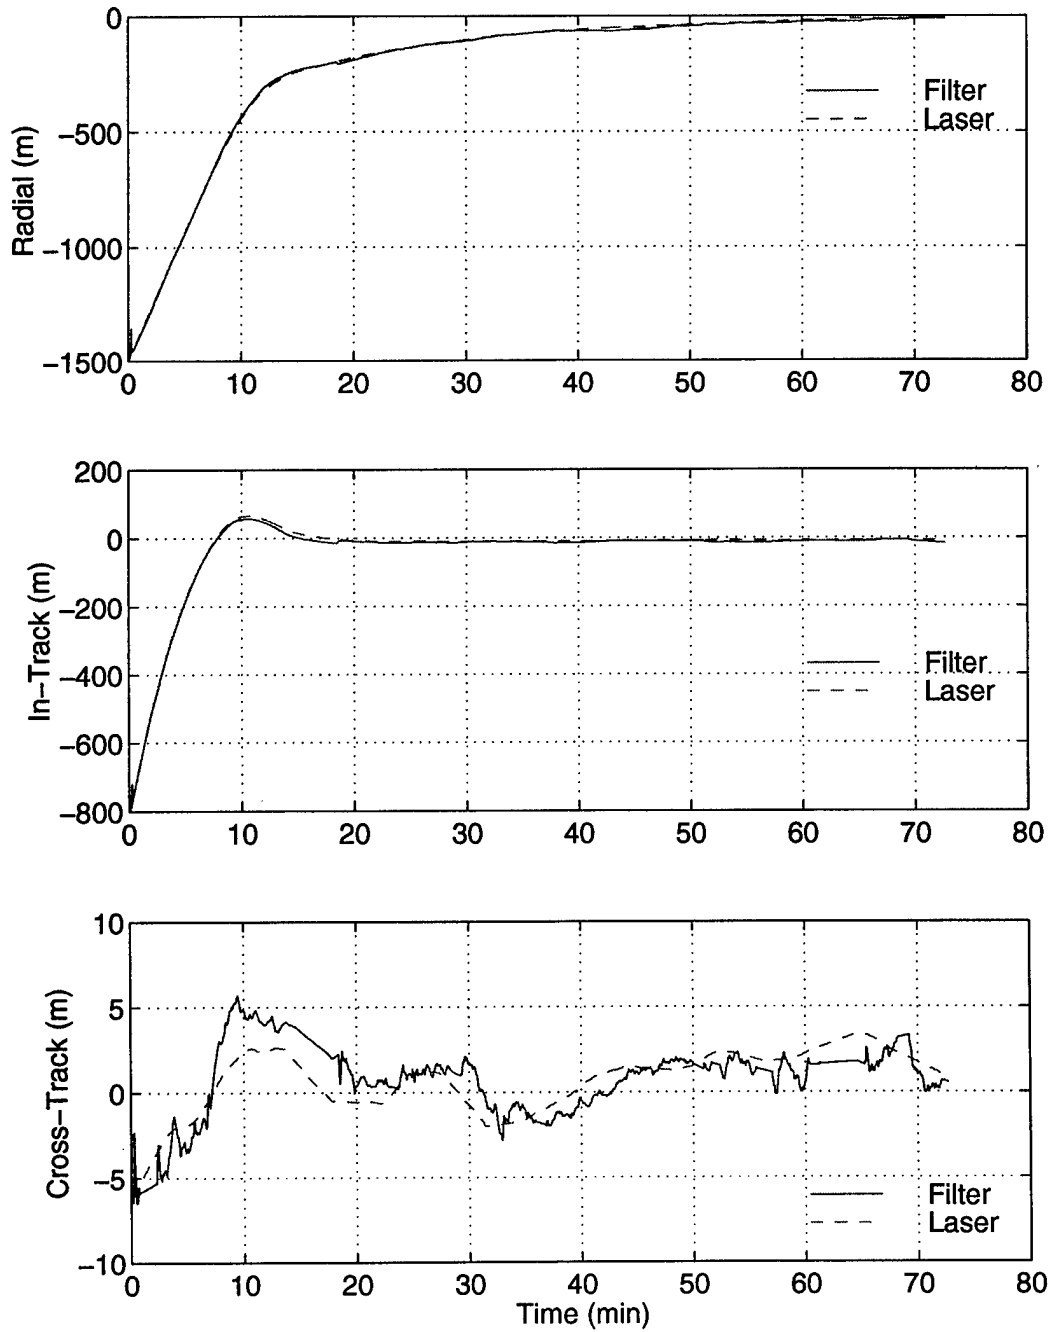 0
Filter
Laser
−500
Radial (m)
−1000
−1500
0 10 20 30 40 50 60 70 80
200
0
−200
In−Track (m)
Filter
−400
Laser
−600
−800
0 10 20 30 40 50 60 70 80
10
5
Cross−Track (m)
0
−5
Filter
Laser
−10
0 10 20 30 40 50 60 70 80
Time (min)